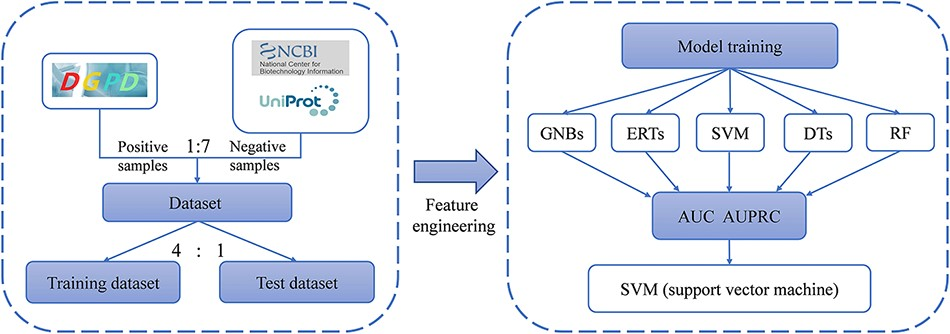 DGPD
NCBI
National Center for
Biotechnology Information
UniProt
Positive
samples
1:7
Negative
samples
Dataset
4 : 1
Training dataset
Test dataset
Feature
engineering
Model training
GNBs
ERTs
SVM
DTs
RF
AUC AUPRC
SVM (support vector machine)